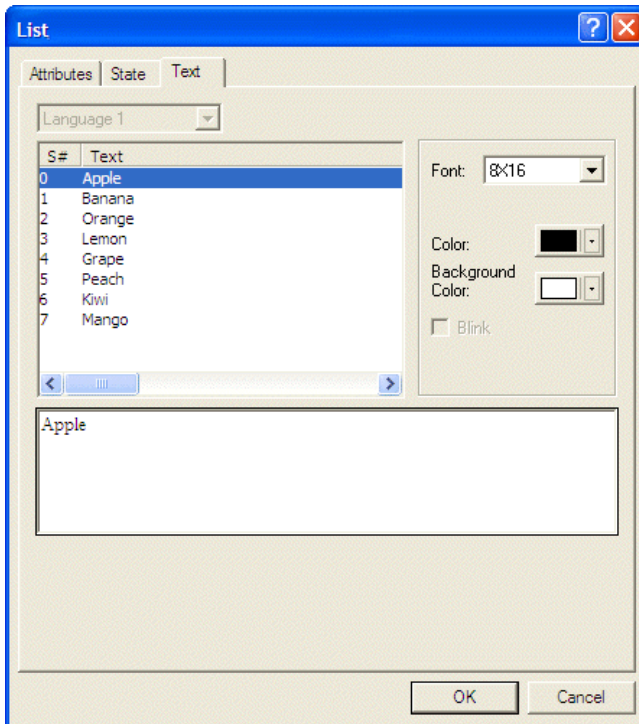 List
Attributes State Text
Language 1
S# Text
0 Apple
1 Banana
2 Orange
3 Lemon
4 Grape
5 Peach
6 Kiwi
7 Mango
Font: 8X16
Color:
Background
Color:
Blink
Apple
OK Cancel